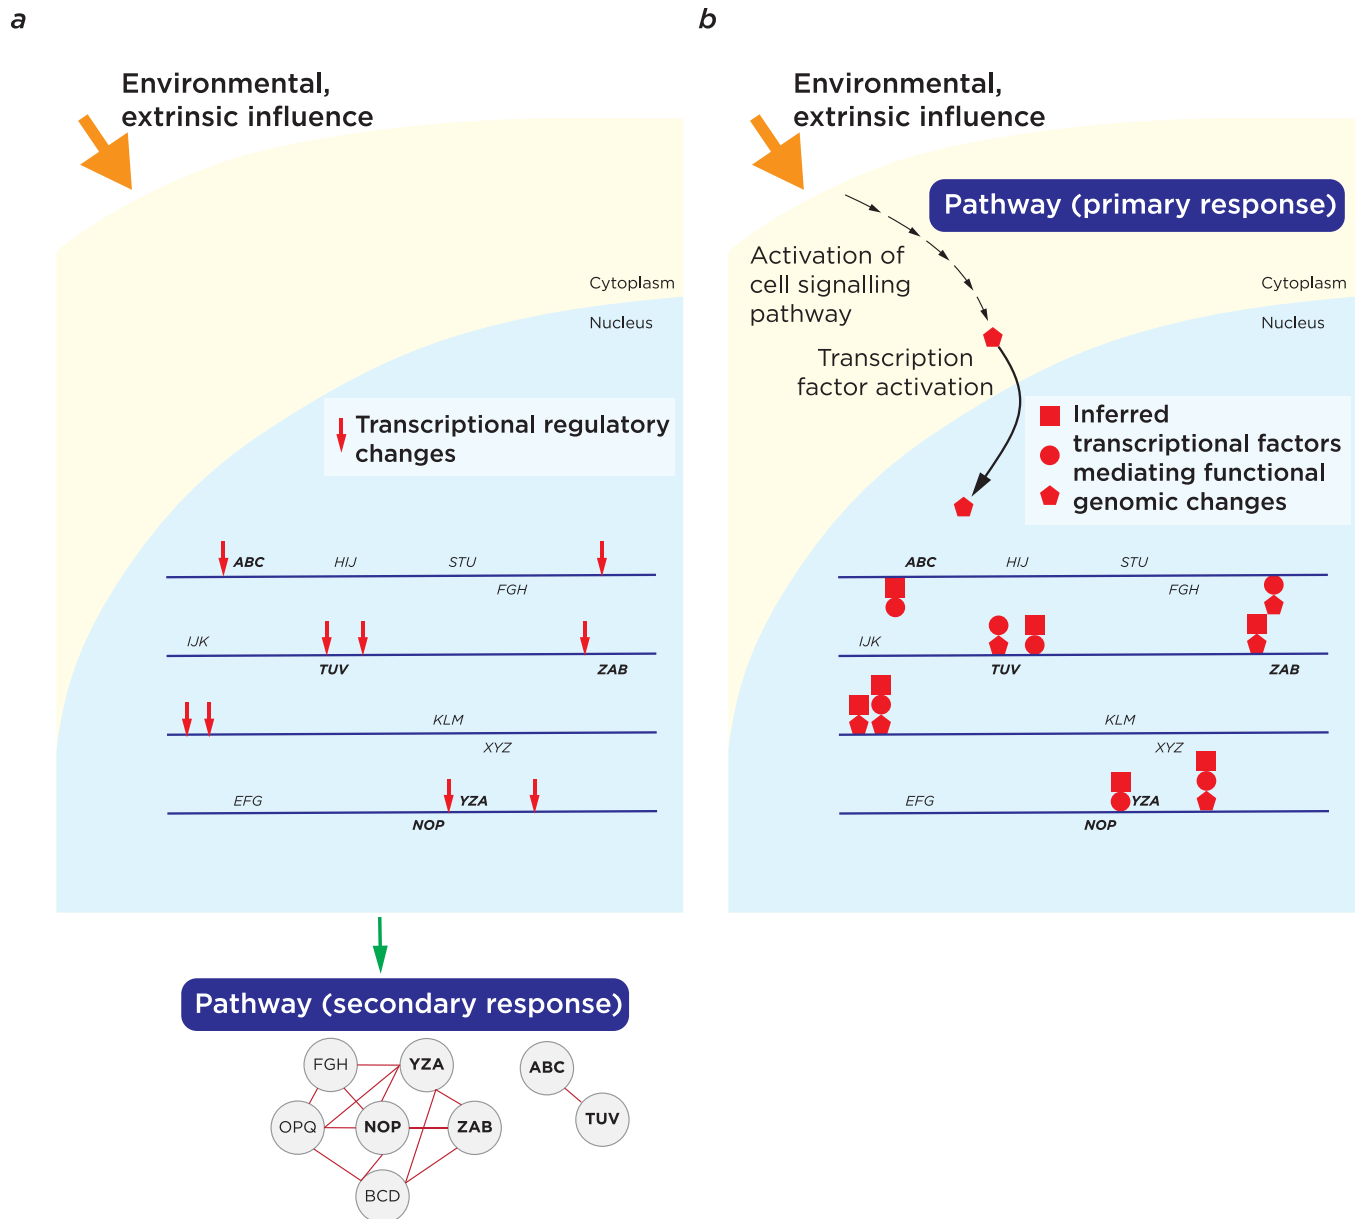 a
Environmental,
extrinsic influence
Cytoplasm
Nucleus
Transcriptional regulatory
changes
ABC HIJ STU
FGH
IJK
TUV ZAB
KLM
XYZ
EFG YZA
NOP
Pathway (secondary response)
FGH YZA
OPQ NOP ZAB
BCD
ABC
TUV
b
Environmental,
extrinsic influence
Pathway (primary response)
Activation of
cell signalling
pathway
Cytoplasm
Nucleus
Transcription
factor activation
Inferred
transcriptional factors
mediating functional
genomic changes
ABC HIJ STU
FGH
IJK
TUV ZAB
KLM
XYZ
EFG YZA
NOP